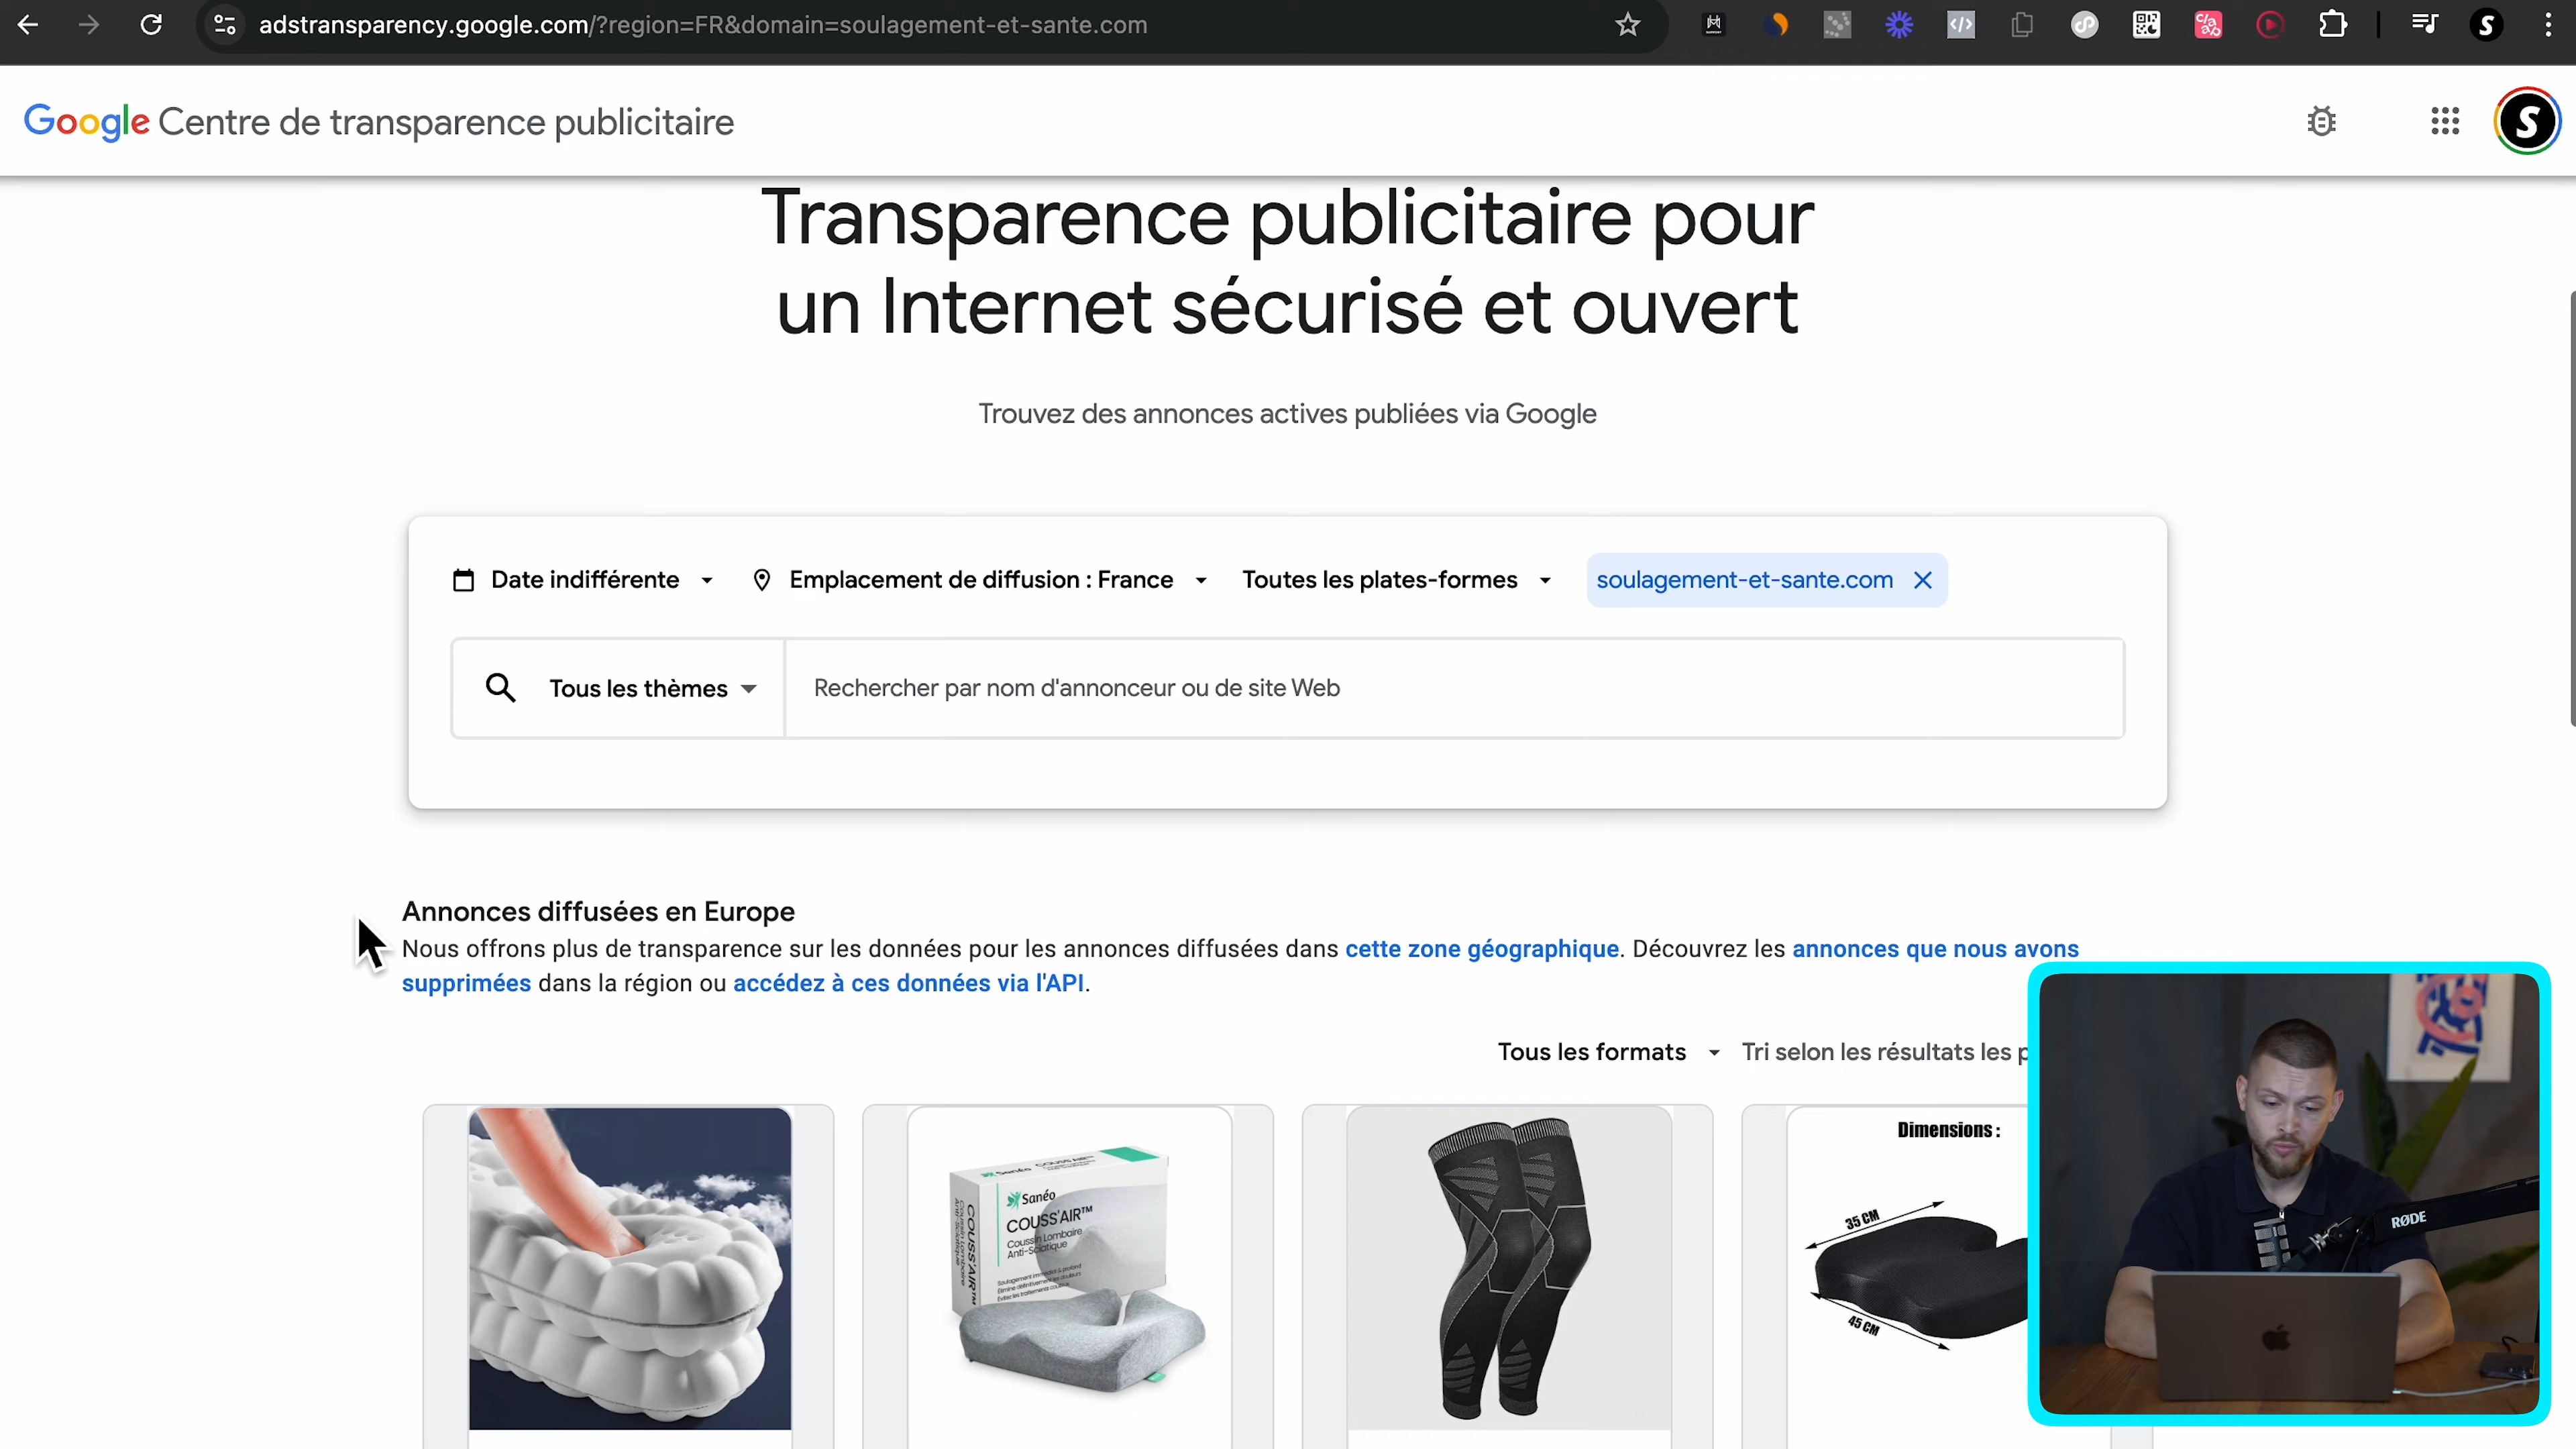 adstransparency.google.com/?region=FR&domain=soulagement-et-sante.com
Google Centre de transparence publicitaire
Transparence publicitaire pour
un Internet sécurisé et ouvert
Trouvez des annonces actives publiées via Google
Date indifférente
Emplacement de diffusion : France
Toutes les plates-formes
soulagement-et-sante.com
Tous les thèmes
Rechercher par nom d'annonceur ou de site Web
Annonces diffusées en Europe
Nous offrons plus de transparence sur les données pour les annonces diffusées dans cette zone géographique. Découvrez les annonces que nous avons
supprimées dans la région ou accédez à ces données via l'API.
Tous les formats
Tri selon les résultats les
Sanéo
COUSS'AIR™
Coussin Lombaire
Anti-Sciatique
COUSS'AIR™
Dimensions :
35 CM
45 CM
RØDE